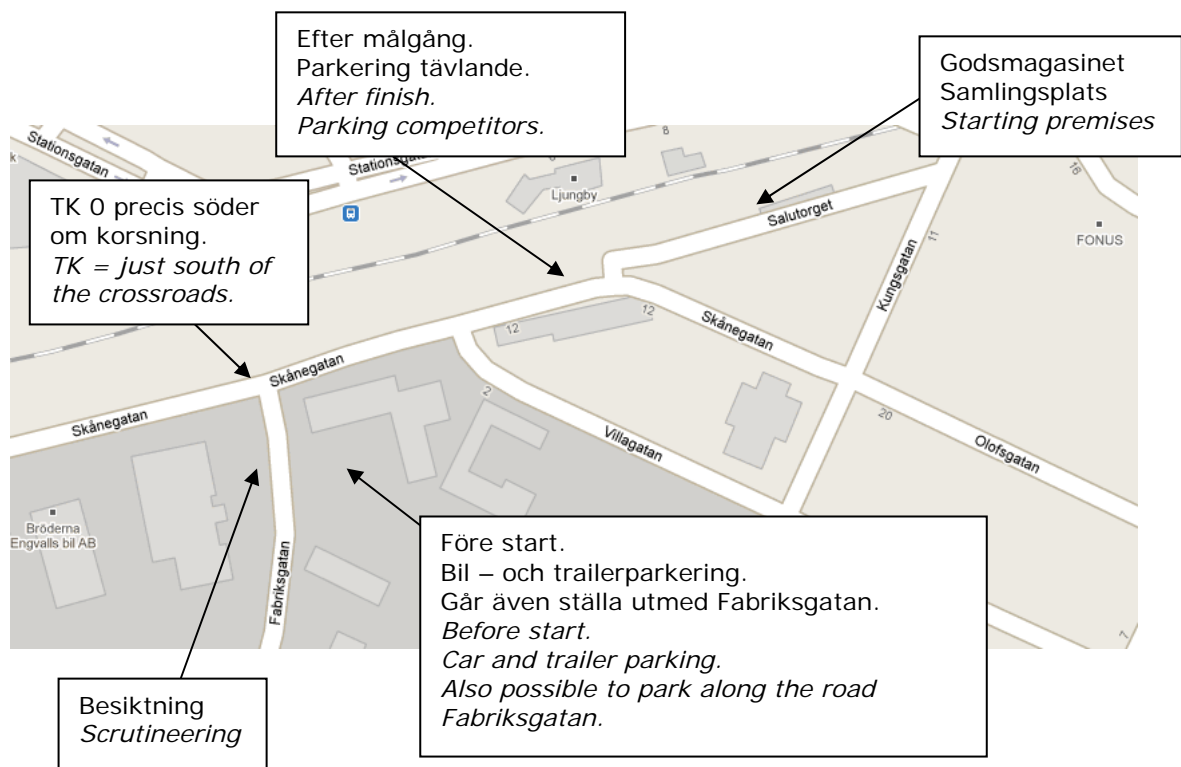 Efter målgång.
Parkering tävlande.
After finish.
Parking competitors.
Godsmagasinet
Samlingsplats
Starting premises
TK 0 precis söder
om korsning.
TK = just south of
the crossroads.
Stationsgatan
k
Stationsgat
8
6
Ljungby
Salutorget
16
FONUS
11
Kungsgatan
12
12
Skånegatan
Skånegatan
Skånegatan
2
Villagatan
20
Olofsgatan
Bröderna
Engvalls bil AB
Fabriksgatan
7
Före start.
Bil – och trailerparkering.
Går även ställa utmed Fabriksgatan.
Before start.
Car and trailer parking.
Also possible to park along the road
Fabriksgatan.
Besiktning
Scrutineering